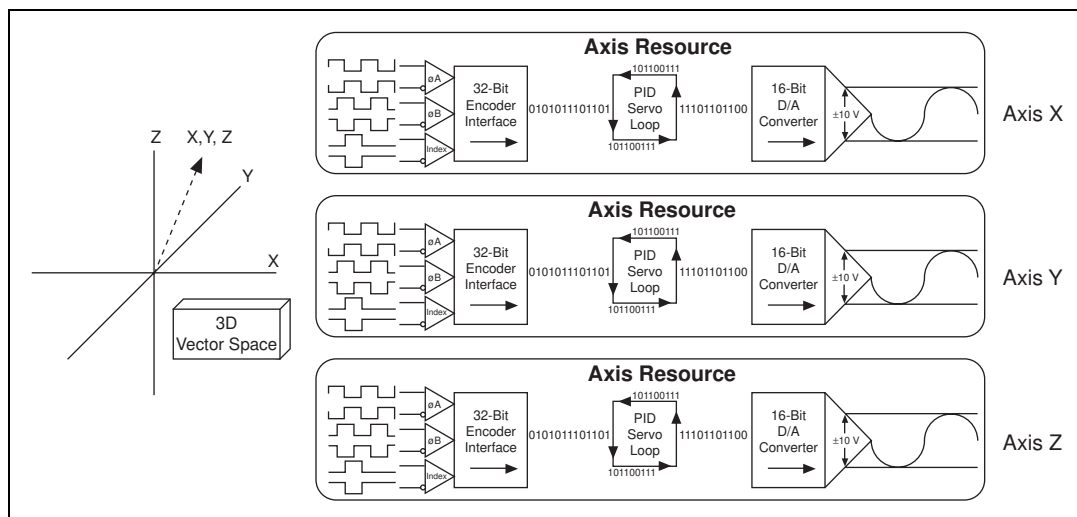 Z
X,Y, Z
Y
X
3D
Vector Space
Axis Resource
øA
øB
Index
32-Bit
Encoder
Interface
0101011101101
101100111
PID
Servo
Loop
101100111
11101101100
16-Bit
D/A
Converter
±10 V
Axis X
Axis Resource
øA
øB
Index
32-Bit
Encoder
Interface
0101011101101
101100111
PID
Servo
Loop
101100111
11101101100
16-Bit
D/A
Converter
±10 V
Axis Y
Axis Resource
øA
øB
Index
32-Bit
Encoder
Interface
0101011101101
101100111
PID
Servo
Loop
101100111
11101101100
16-Bit
D/A
Converter
±10 V
Axis Z